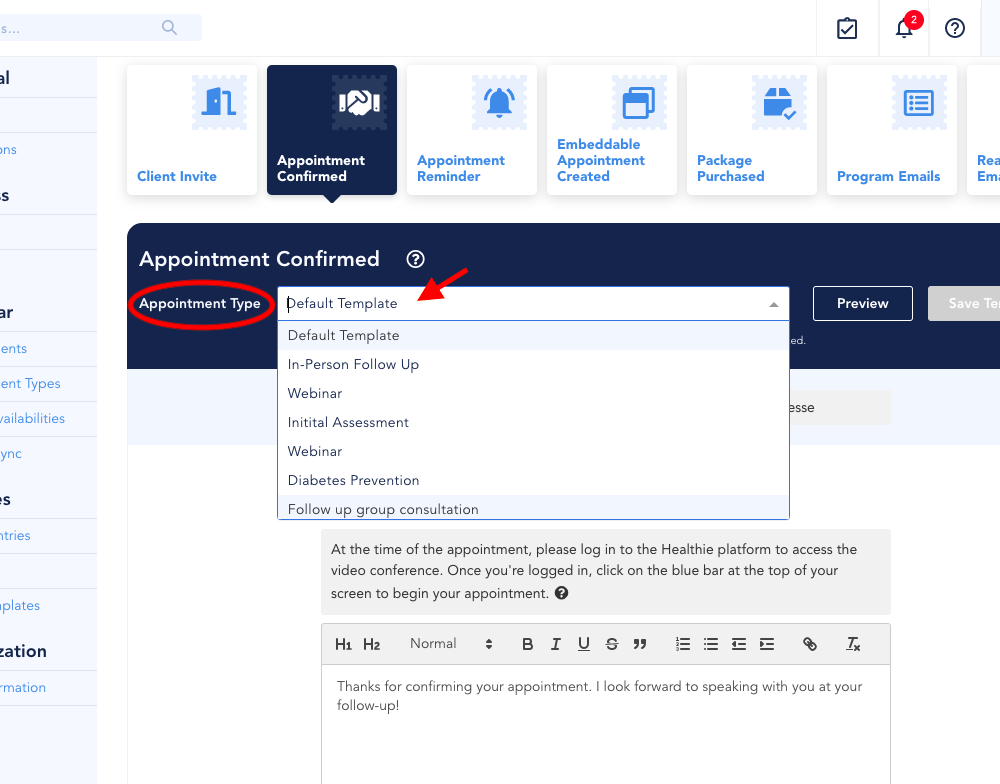 s...
2
al
ons
ss
ar
ents
ent Types
vailabilities
ync
es
ntries
nplates
zation
rmation
Client Invite
Appointment
Confirmed
Appointment
Reminder
Embeddable
Appointment
Created
Package
Purchased
Program Emails
Rea
Ema
Appointment Confirmed
Appointment Type
Default Template
Preview
Save Te
Default Template
In-Person Follow Up
Webinar
Initital Assessment
Webinar
Diabetes Prevention
Follow up group consultation
ed.
esse
At the time of the appointment, please log in to the Healthie platform to access the
video conference. Once you're logged in, click on the blue bar at the top of your
screen to begin your appointment.
H1 H2 Normal B I U S
Thanks for confirming your appointment. I look forward to speaking with you at your
follow-up!